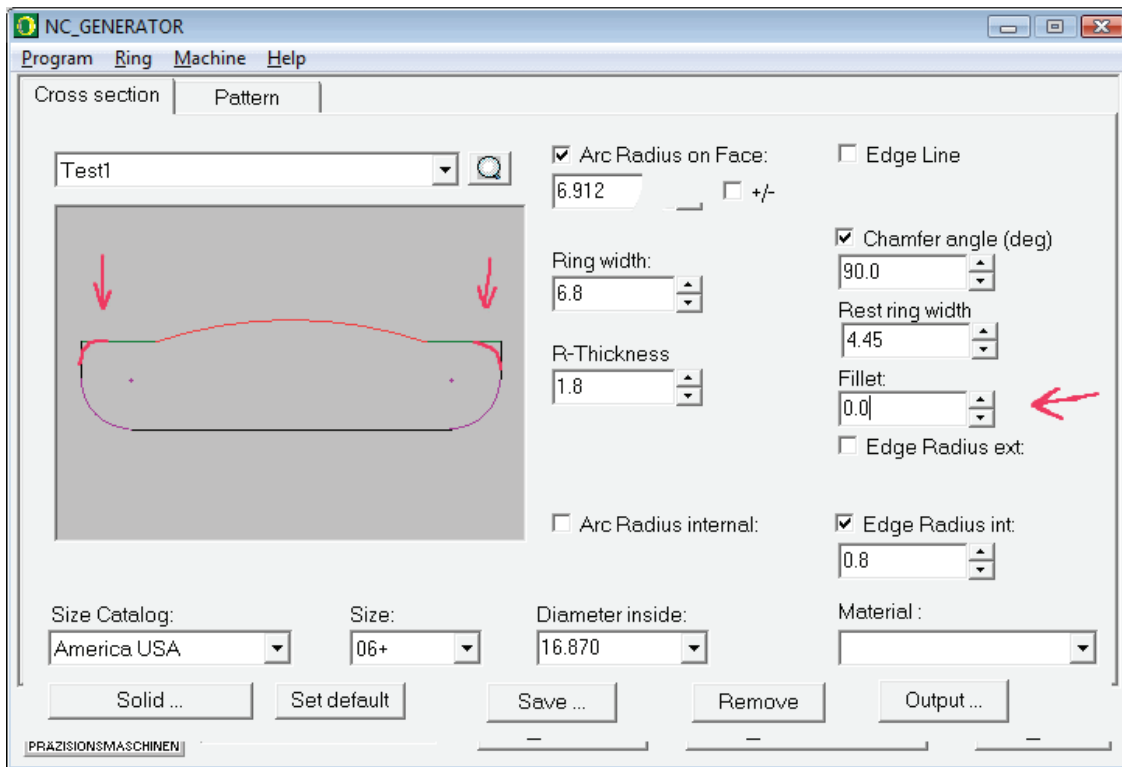 NC_GENERATOR
Program Ring Machine Help
Cross section Pattern
Test1
Arc Radius on Face:
6.912
+/-
Edge Line
Ring width:
6.8
Chamfer angle (deg)
90.0
Rest ring width
4.45
R-Thickness
1.8
Fillet:
0.0
Edge Radius ext:
Arc Radius internal:
Edge Radius int:
0.8
Size Catalog:
America USA
Size:
06+
Diameter inside:
16.870
Material :
Solid ...
Set default
Save ...
Remove
Output ...
PRÄZISIONSMASCHINEN